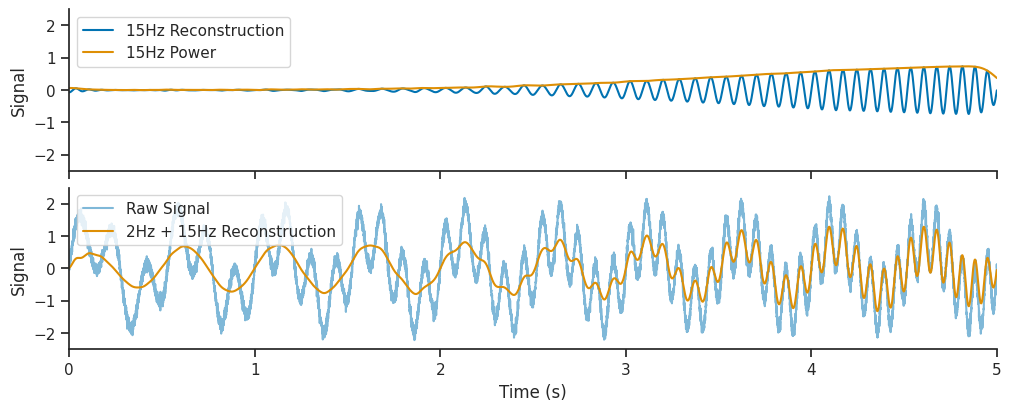 2
1
0
−1
−2
Signal
15Hz Reconstruction
15Hz Power
2
1
0
−1
−2
Signal
Raw Signal
2Hz + 15Hz Reconstruction
0 1 2 3 4 5
Time (s)